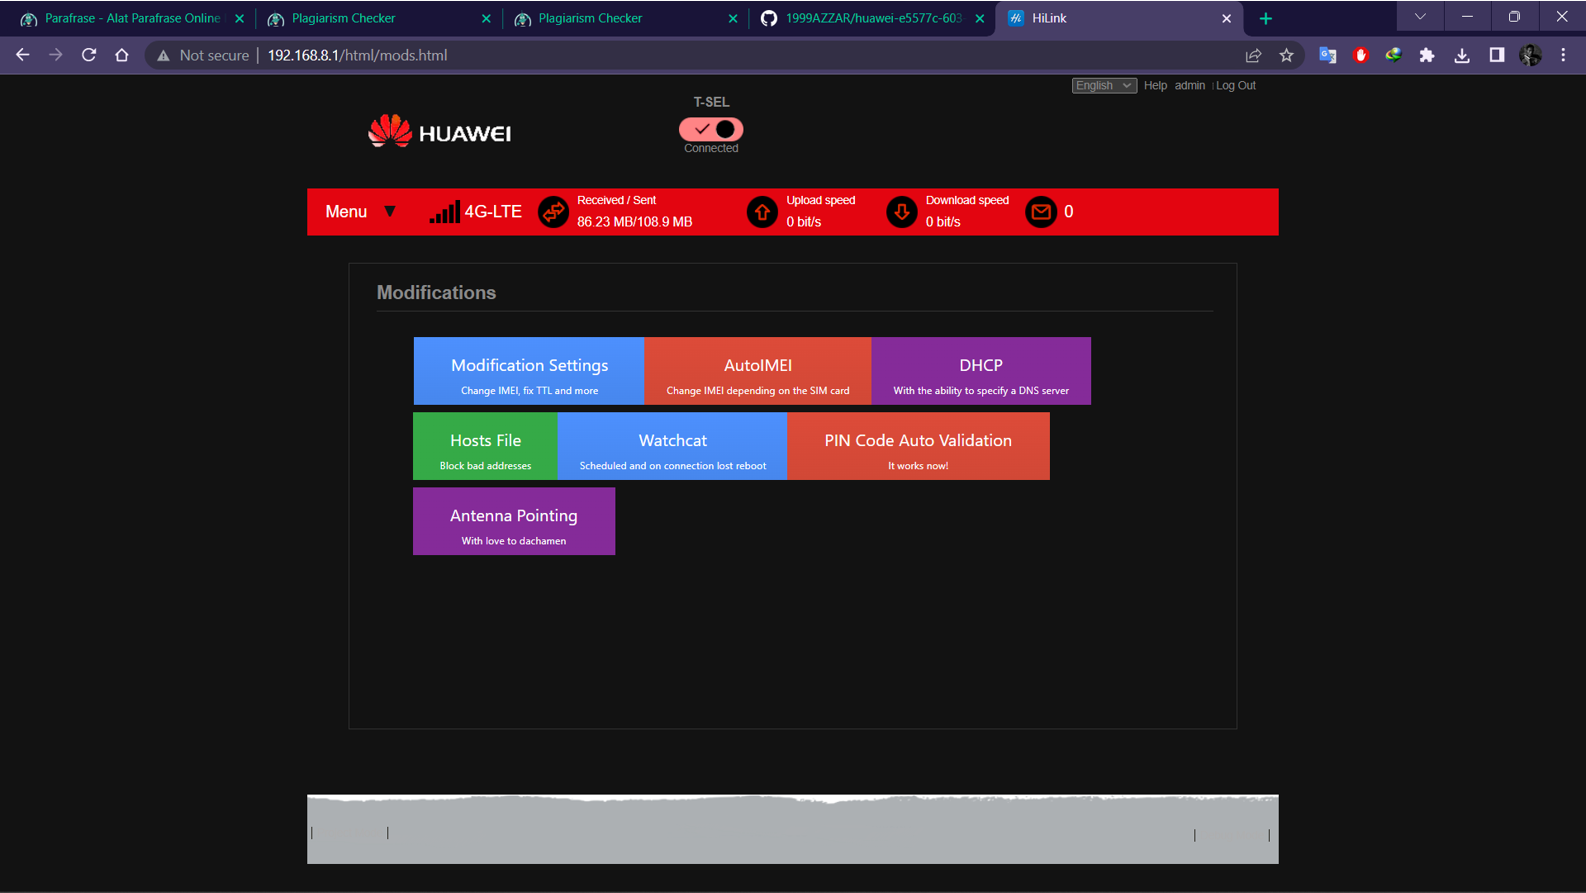 Parafrase - Alat Parafrase Online
Plagiarism Checker
Plagiarism Checker
1999AZZAR/huawei-e5577c-603
HiLink
Not secure
192.168.8.1/html/mods.html
English
Help
admin
Log Out
T-SEL
HUAWEI
Connected
Menu
4G-LTE
Received / Sent
86.23 MB/108.9 MB
Upload speed
0 bit/s
Download speed
0 bit/s
0
Modifications
Modification Settings
Change IMEI, fix TTL and more
AutoIMEI
Change IMEI depending on the SIM card
DHCP
With the ability to specify a DNS server
Hosts File
Block bad addresses
Watchcat
Scheduled and on connection lost reboot
PIN Code Auto Validation
It works now!
Antenna Pointing
With love to dachamen